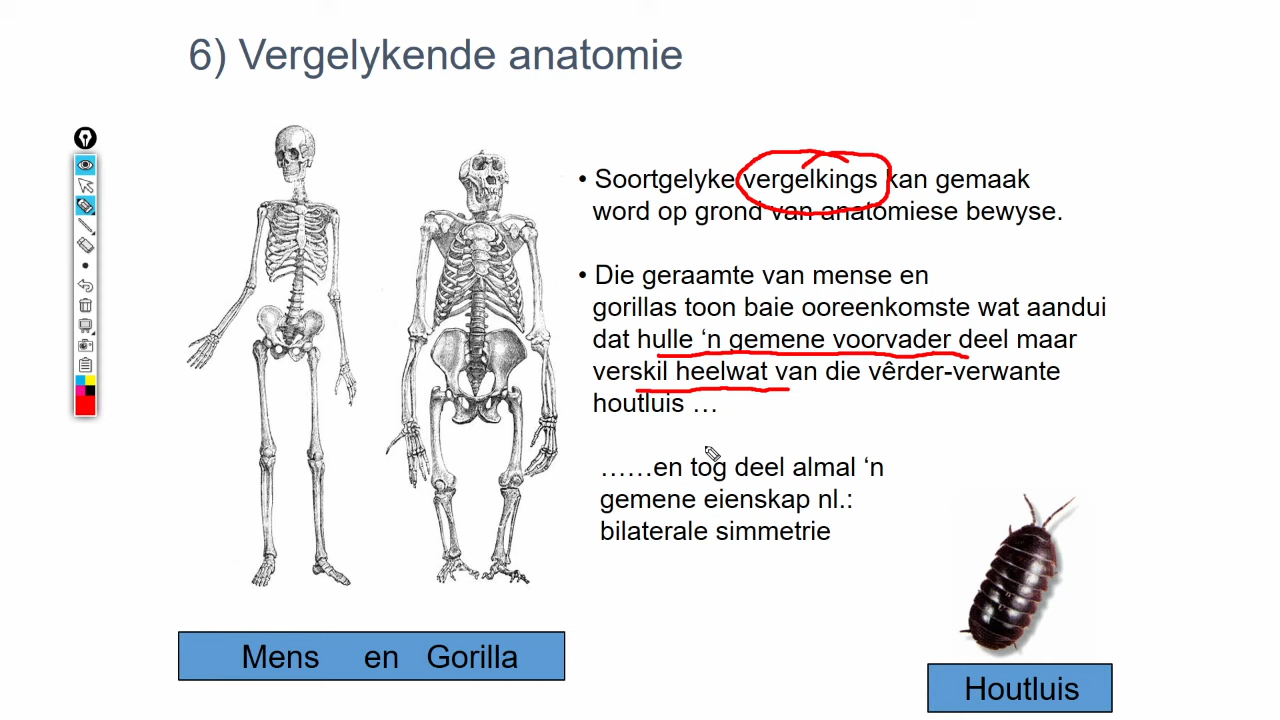 6) Vergelykende anatomie
• Soortgelyke vergelkings kan gemaak
word op grond van anatomiese bewyse.
• Die geraamte van mense en
gorillas toon baie ooreenkomste wat aandui
dat hulle ‘n gemene voorvader deel maar
verskil heelwat van die vêrder-verwante
houtluis …
……en tog deel almal ‘n
gemene eienskap nl.:
bilaterale simmetrie
Mens en Gorilla
Houtluis